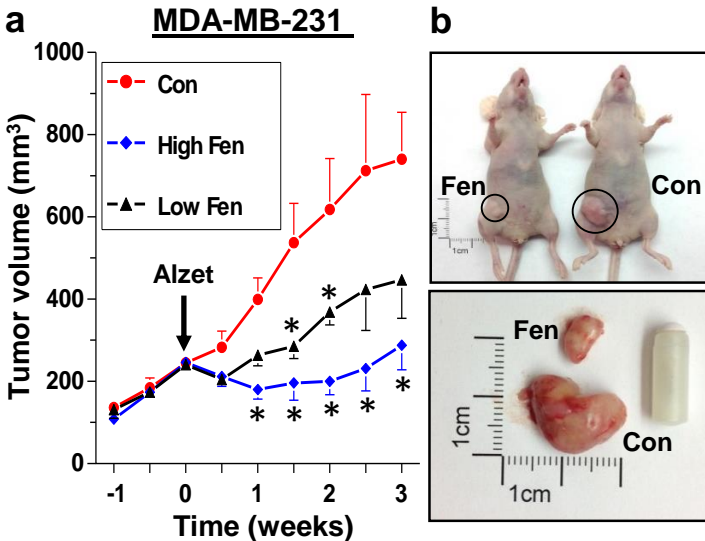 a
MDA-MB-231
Tumor volume (mm³)
1000
800
600
400
200
0
Con
High Fen
Low Fen
Alzet
*
*
*
*
*
*
*
-1
0
1
2
3
Time (weeks)
b
Fen
Con
1cm
1cm
Fen
Con
1cm
1cm